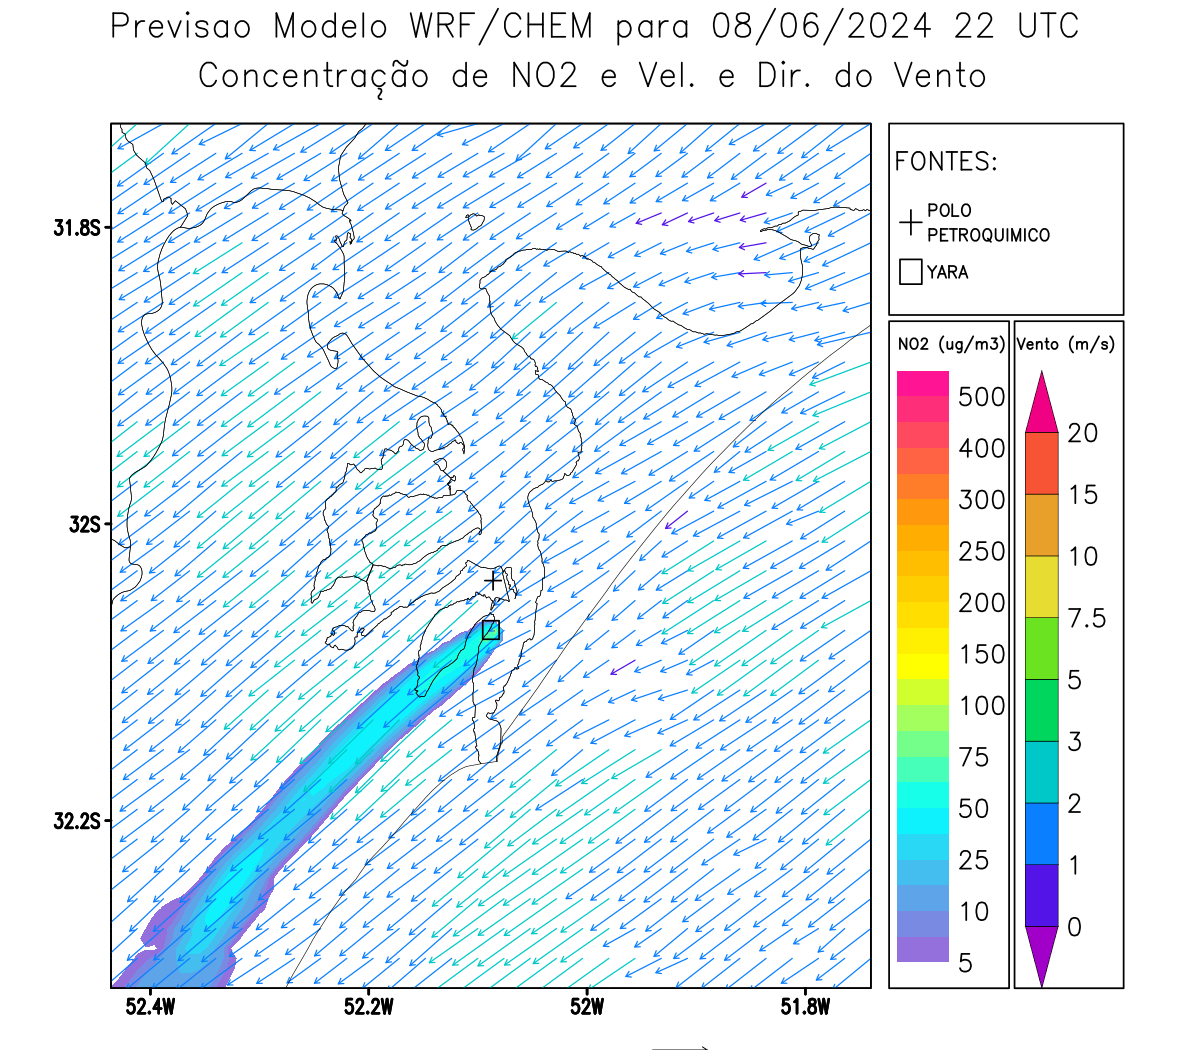 Previsao Modelo WRF/CHEM para 08/06/2024 22 UTC
Concentração de NO2 e Vel. e Dir. do Vento
FONTES:
POLO
PETROQUIMICO
YARA
NO2 (ug/m3)
500
400
300
250
200
150
100
75
50
25
10
5
Vento (m/s)
20
15
10
7.5
5
3
2
1
0
31.8S
32S
32.2S
52.4W
52.2W
52W
51.8W